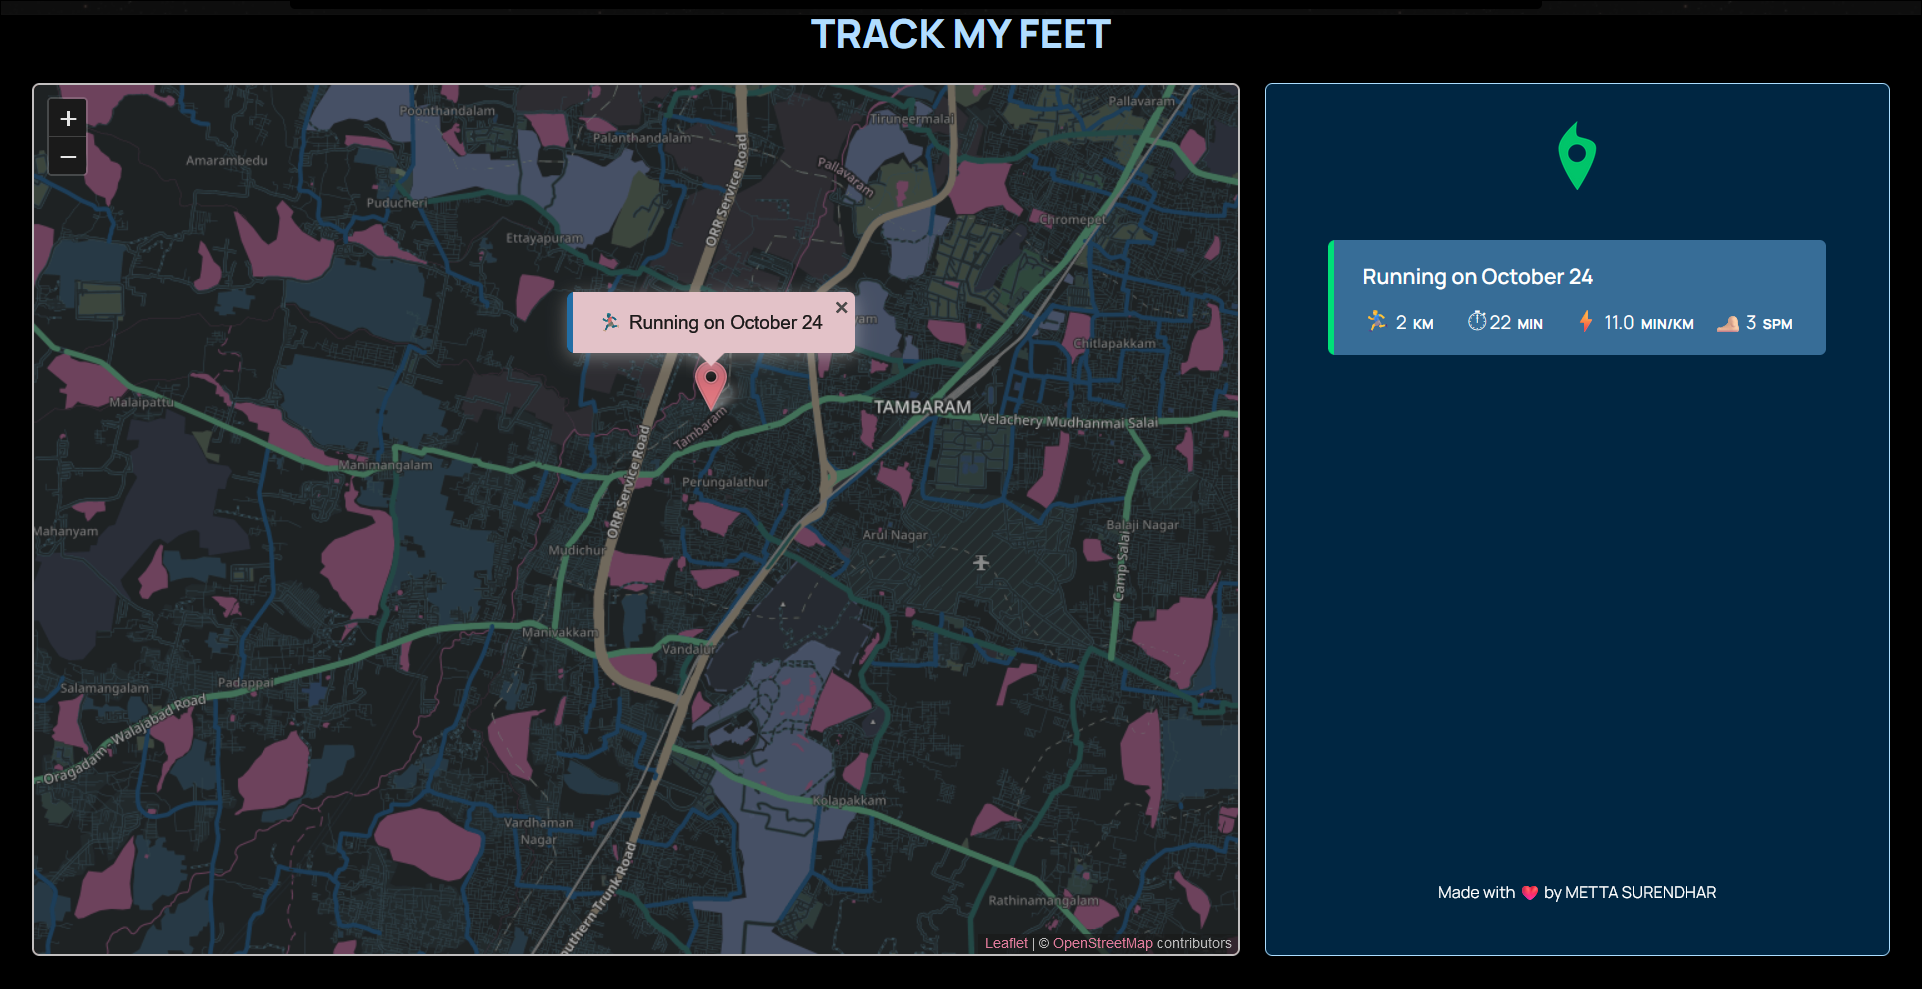 TRACK MY FEET
+
−
Poonthandalam
Palanthandalam
Tiruneermalai
Pallavaram
Amarambedu
Pallavaram
ORR Service Road
Puducheri
Chromepet
Ettayapuram
Running on October 24
×
Chitlapakkam
Malaipattu
TAMBARAM
Velachery Mudhanmai Salai
Tambaram
Manimangalam
ORR Service Road
Perungalathur
Mahanyam
Mudichur
Arul Nagar
Balaji Nagar
Camp Salai
Manivakkam
Vandalur
Salamangalam
Padappai
Oragadam - Walajabad Road
Kolapakkam
Vardhaman
Nagar
Southern Trunk Road
Rathinamangalam
Leaflet | © OpenStreetMap contributors
Running on October 24
2 KM 22 MIN 11.0 MIN/KM 3 SPM
Made with by METTA SURENDHAR